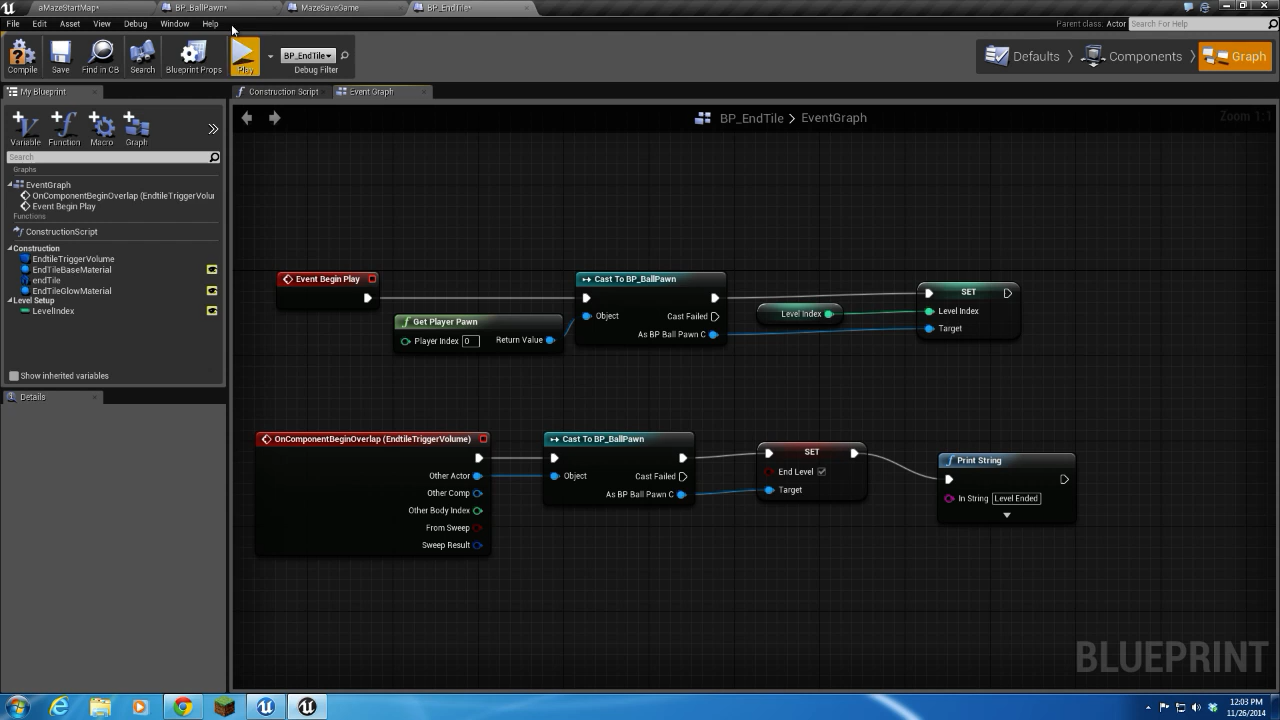 aMazeStartMap*
BP_BallPawn*
MazeSaveGame
BP_EndTile*
File Edit Asset View Debug Window Help
Parent class: Actor
Search For Help
Compile
Save
Find in CB
Search
Blueprint Props
Play
BP_EndTile
Debug Filter
Defaults
Components
Graph
My Blueprint
Construction Script
Event Graph
Variable
Function
Macro
Graph
Search
Graphs
EventGraph
OnComponentBeginOverlap (EndtileTriggerVolu
Event Begin Play
Functions
ConstructionScript
Construction
EndtileTriggerVolume
EndTileBaseMaterial
endTile
EndTileGlowMaterial
Level Setup
LevelIndex
Show inherited variables
Details
BP_EndTile > EventGraph
Zoom 1:1
Event Begin Play
Get Player Pawn
Player Index 0
Return Value
Cast To BP_BallPawn
Object
Cast Failed
As BP Ball Pawn C
Level Index
SET
Level Index
Target
OnComponentBeginOverlap (EndtileTriggerVolume)
Other Actor
Other Comp
Other Body Index
From Sweep
Sweep Result
Cast To BP_BallPawn
Object
Cast Failed
As BP Ball Pawn C
SET
End Level
Target
Print String
In String Level Ended
BLUEPRINT
12:03 PM
11/26/2014